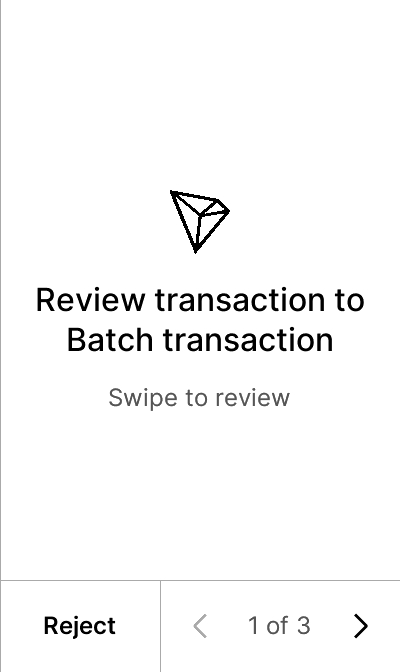 Review transaction to
Batch transaction
Swipe to review
Reject
1 of 3